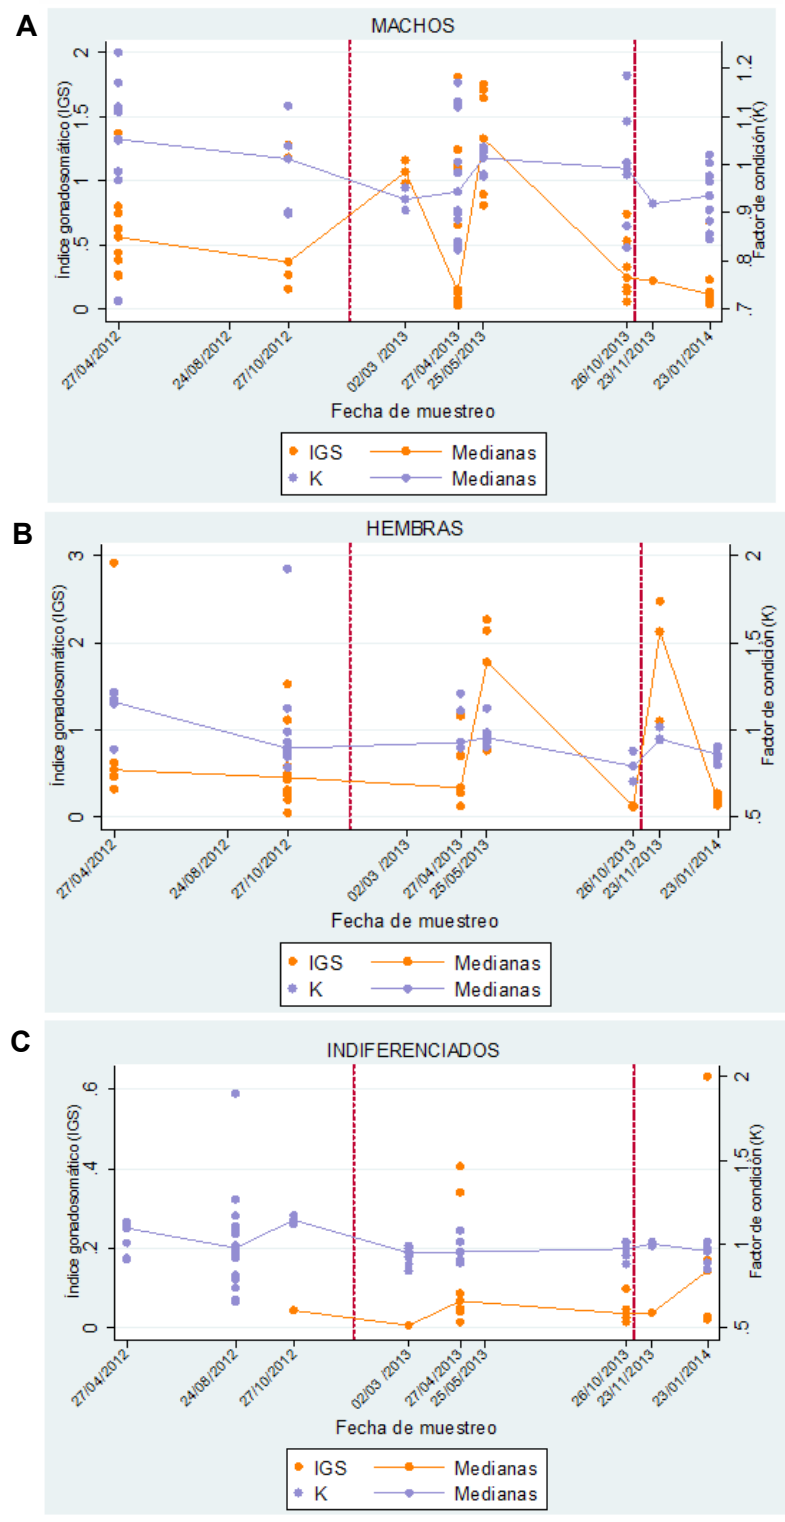 A
MACHOS
Índice gonadosomático (IGS)
0 .5 1 1.5 2
Factor de condición (K)
.7 .8 .9 1 1.1 1.2
27/04/2012 24/08/2012 27/10/2012 02/03 /2013 27/04/2013 25/05/2013 26/10/2013 23/11/2013 23/01/2014
Fecha de muestreo
IGS Medianas
K Medianas
B
HEMBRAS
Índice gonadosomático (IGS)
0 1 2 3
Factor de condición (K)
.5 1 1.5 2
27/04/2012 24/08/2012 27/10/2012 02/03 /2013 27/04/2013 25/05/2013 26/10/2013 23/11/2013 23/01/2014
Fecha de muestreo
IGS Medianas
K Medianas
C
INDIFERENCIADOS
Índice gonadosomático (IGS)
0 .2 .4 .6
Factor de condición (K)
.5 1 1.5 2
27/04/2012 24/08/2012 27/10/2012 02/03 /2013 27/04/2013 25/05/2013 26/10/2013 23/11/2013 23/01/2014
Fecha de muestreo
IGS Medianas
K Medianas